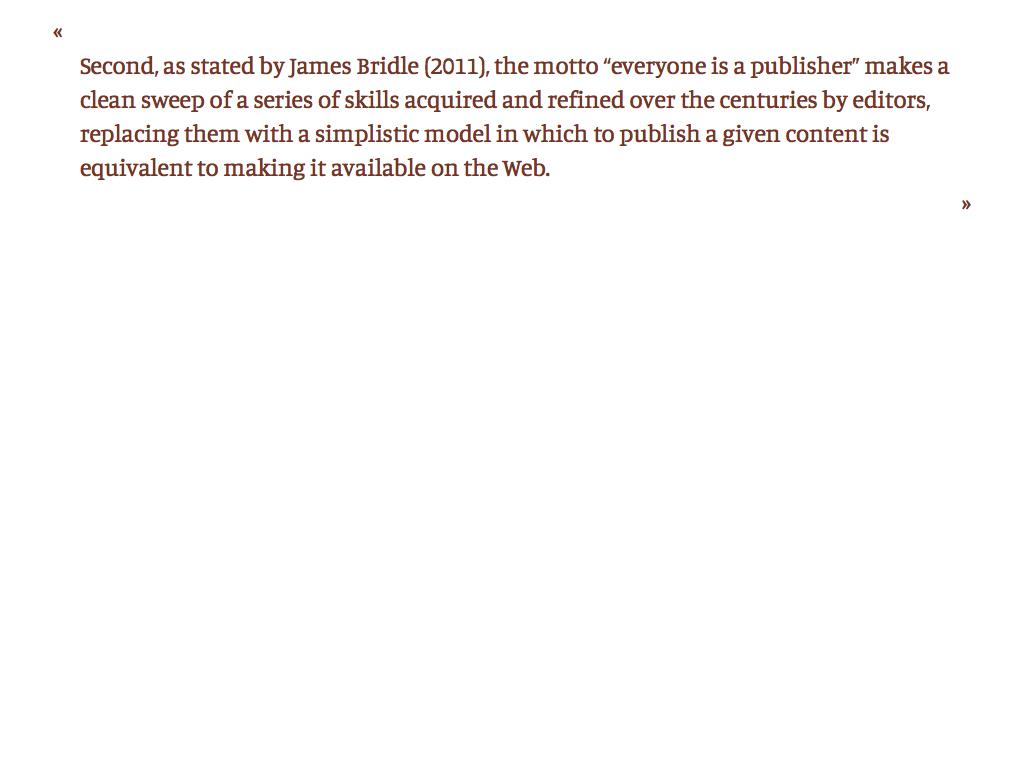 «
Second, as stated by James Bridle (2011), the motto “everyone is a publisher” makes a
clean sweep of a series of skills acquired and refined over the centuries by editors,
replacing them with a simplistic model in which to publish a given content is
equivalent to making it available on the Web.
»